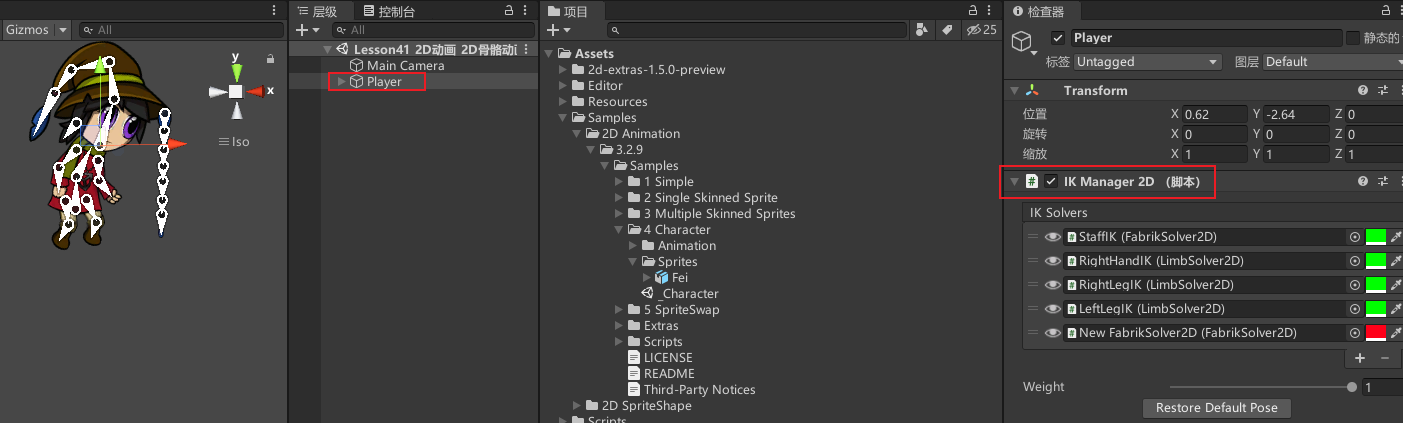 Gizmos All
y
x
Iso
层级 控制台
All
Lesson41 2D动画 2D骨骼动
Main Camera
Player
项目
25
Assets
2d-extras-1.5.0-preview
Editor
Resources
Samples
2D Animation
3.2.9
Samples
1 Simple
2 Single Skinned Sprite
3 Multiple Skinned Sprites
4 Character
Animation
Sprites
Fei
_Character
5 SpriteSwap
Extras
Scripts
LICENSE
README
Third-Party Notices
2D SpriteShape
Scripts
检查器
Player 静态的
标签 Untagged 图层 Default
Transform
位置 X 0.62 Y -2.64 Z 0
旋转 X 0 Y 0 Z 0
缩放 X 1 Y 1 Z 1
# IK Manager 2D （脚本）
IK Solvers
StaffIK (FabrikSolver2D)
RightHandIK (LimbSolver2D)
RightLegIK (LimbSolver2D)
LeftLegIK (LimbSolver2D)
New FabrikSolver2D (FabrikSolver2D)
+ −
Weight 1
Restore Default Pose